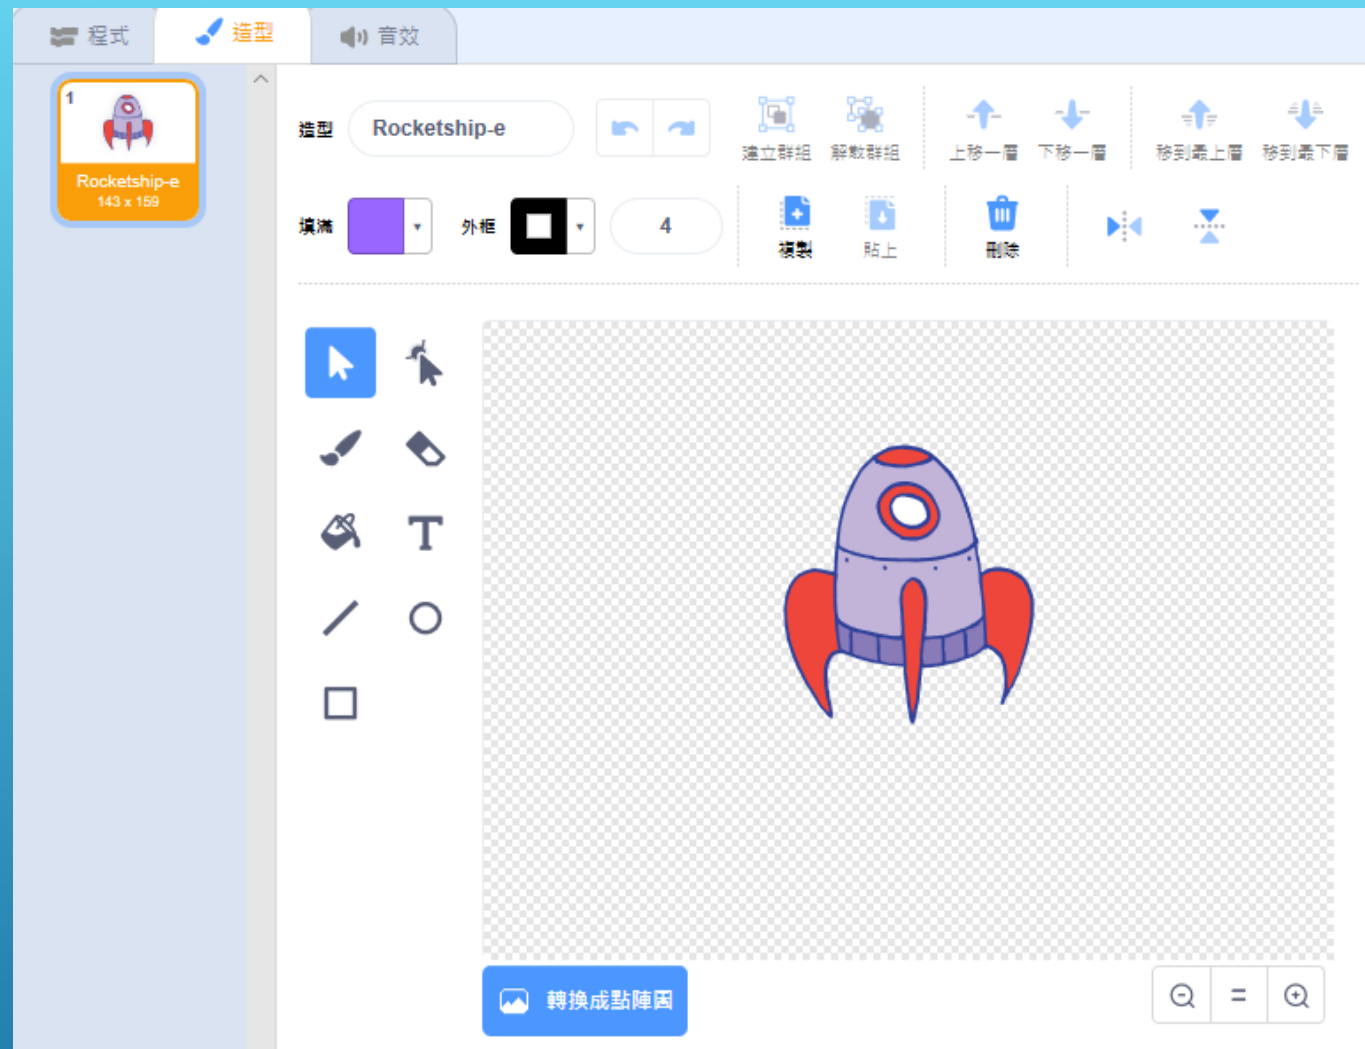 程式
造型
音效
1
Rocketship-e
143 x 159
造型
Rocketship-e
建立群組
解散群組
上移一層
下移一層
移到最上層
移到最下層
填滿
外框
4
複製
貼上
刪除
T
轉換成點陣圖